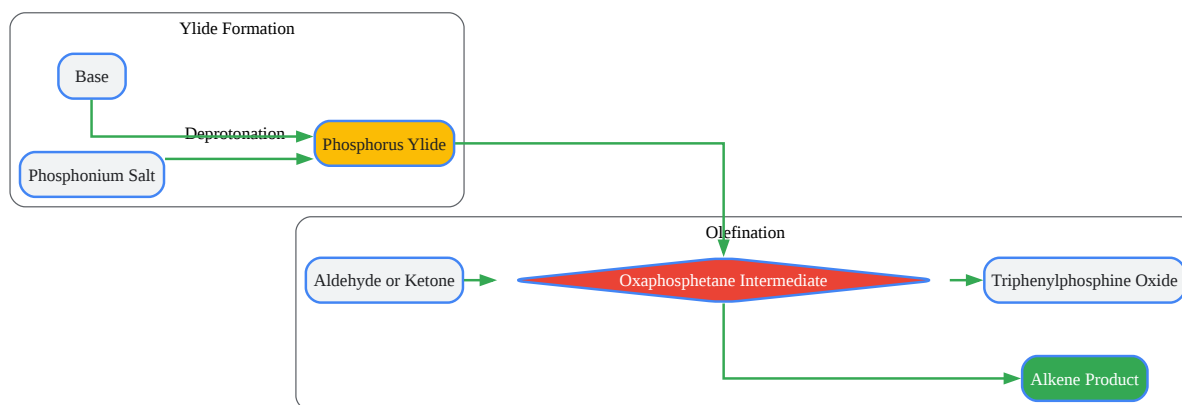 Ylide Formation
Base
Deprotonation
Phosphorus Ylide
Phosphonium Salt
Olefination
Aldehyde or Ketone
Oxaphosphetane Intermediate
Triphenylphosphine Oxide
Alkene Product